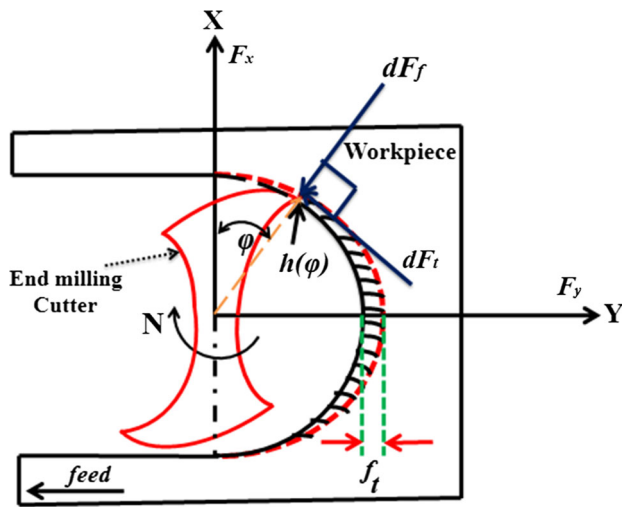 X
Fx
dFf
Workpiece
φ
h(φ)
dFt
End milling
Cutter
N
Fy
Y
feed
ft